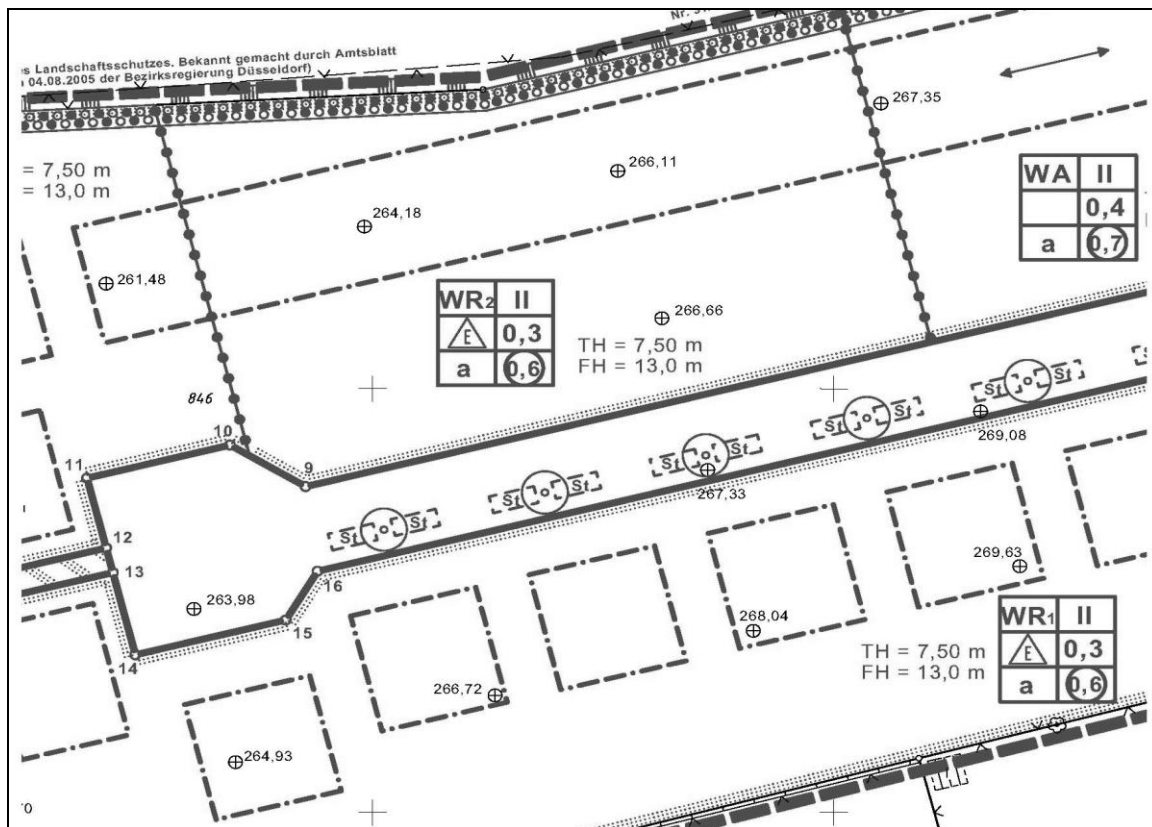 Nr. 
s Landschaftsschutzes. Bekannt gemacht durch Amtsblatt
04.08.2005 der Bezirksregierung Düsseldorf)
267,35
= 7,50 m
= 13,0 m
266,11
WA II
0,4
a 0,7
264,18
261,48
WR2 II
E 0,3
a 0,6
266,66
TH = 7,50 m
FH = 13,0 m
846
10
9
11
St St
St St
St St
St St
St St
St
269,08
267,33
12
13
16
263,98
15
14
269,63
268,04
WR1 II
E 0,3
a 0,6
TH = 7,50 m
FH = 13,0 m
266,72
264,93
0